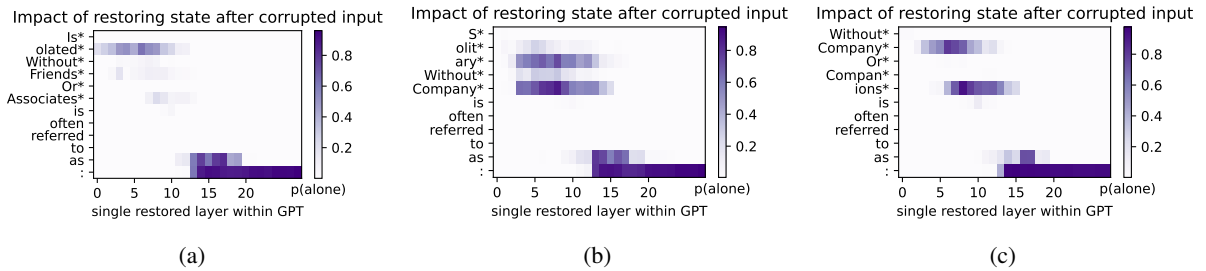 Impact of restoring state after corrupted input
Is*
olated*
Without*
Friends*
Or*
Associates*
is
often
referred
to
as
:
0 5 10 15 20
single restored layer within GPT
0.8
0.6
0.4
0.2
p(alone)
(a)
Impact of restoring state after corrupted input
S*
olit*
ary*
Without*
Company*
is
often
referred
to
as
:
0 5 10 15 20
single restored layer within GPT
0.8
0.6
0.4
0.2
p(alone)
(b)
Impact of restoring state after corrupted input
Without*
Company*
Or*
Compan*
ions*
is
often
referred
to
as
:
0 5 10 15 20
single restored layer within GPT
0.8
0.6
0.4
0.2
p(alone)
(c)